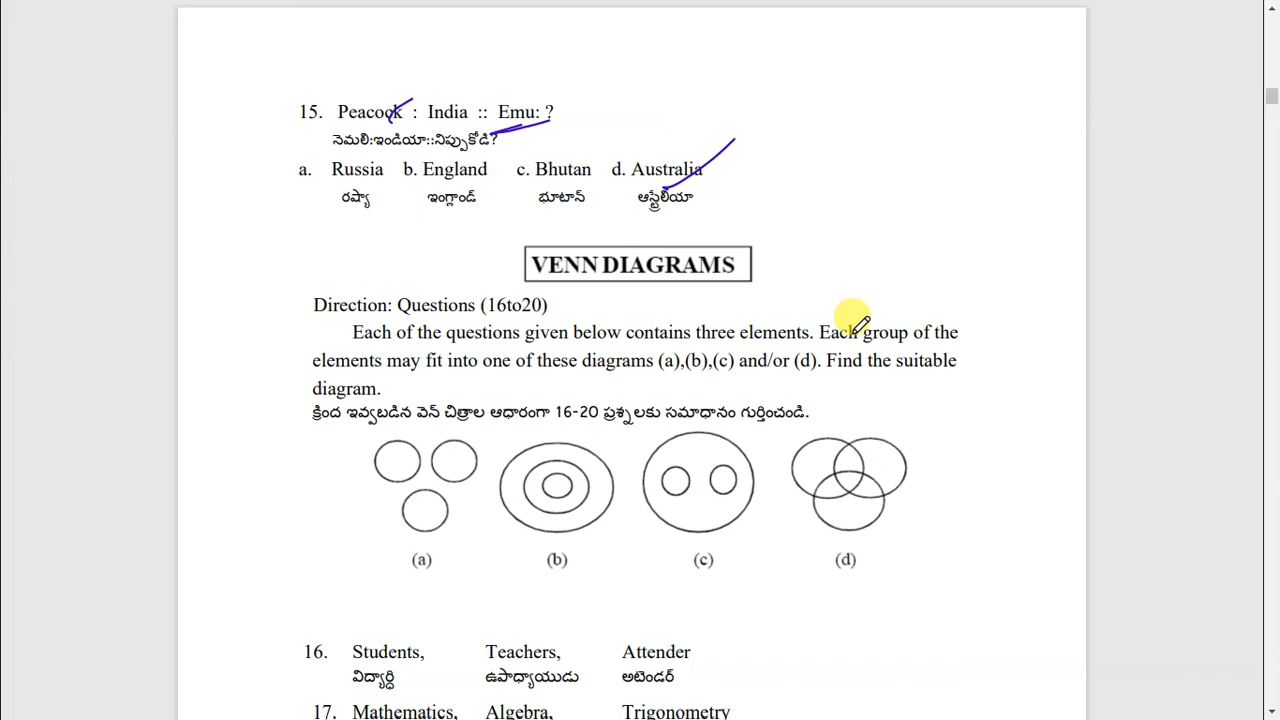 15. Peacock : India :: Emu: ?
నెమలి:ఇండియా::నిప్పుకోడి?
a. Russia b. England c. Bhutan d. Australia
రష్యా ఇంగ్లాండ్ భూటాన్ ఆస్ట్రేలియా
VENN DIAGRAMS
Direction: Questions (16to20)
Each of the questions given below contains three elements. Each group of the
elements may fit into one of these diagrams (a),(b),(c) and/or (d). Find the suitable
diagram.
క్రింద ఇవ్వబడిన వెన్ చిత్రాల ఆధారంగా 16-20 ప్రశ్నలకు సమాధానం గుర్తించండి.
(a) (b) (c) (d)
16. Students, Teachers, Attender
విద్యార్థి ఉపాధ్యాయుడు అటెండర్
17. Mathematics, Algebra, Trigonometry